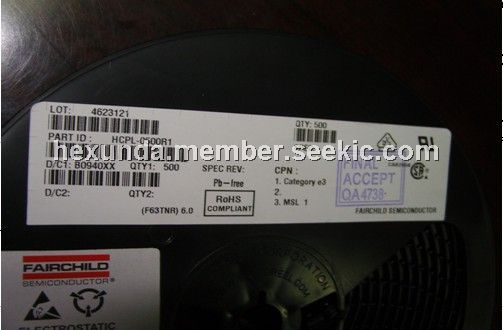 LOT: 4623121
QTY: 500
PART ID : HCPL-0500R1
hexunda.member.seekic.com
D/C1: B0940XX QTY1: 500 SPEC REV: CPN :
D/C2: QTY2:
Pb-free
RoHS
COMPLIANT
1. Category e3
2.
3. MSL 1
(F63TNR) 6.0
FINAL
ACCEPT
QA4738-
FAIRCHILD SEMICONDUCTOR
FAIRCHILD
SEMICONDUCTOR
ELECTROSTATIC